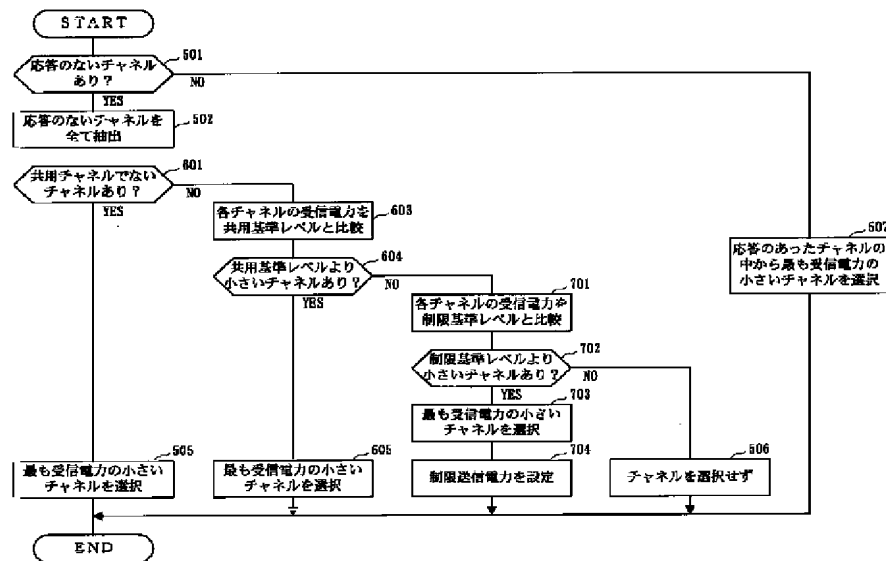 START
501
応答のないチャネル
あり?
NO
YES
応答のないチャネルを
全て抽出
502
601
共用チャネルでない
チャネルあり?
NO
YES
各チャネルの受信電力を
共用基準レベルと比較
603
604
共用基準レベルより
小さいチャネルあり?
NO
YES
701
各チャネルの受信電力を
制限基準レベルと比較
702
制限基準レベルより
小さいチャネルあり?
NO
YES
703
最も受信電力の小さい
チャネルを選択
507
応答のあったチャネルの
中から最も受信電力の
小さいチャネルを選択
505
最も受信電力の小さい
チャネルを選択
605
最も受信電力の小さい
チャネルを選択
704
制限送信電力を設定
506
チャネルを選択せず
END